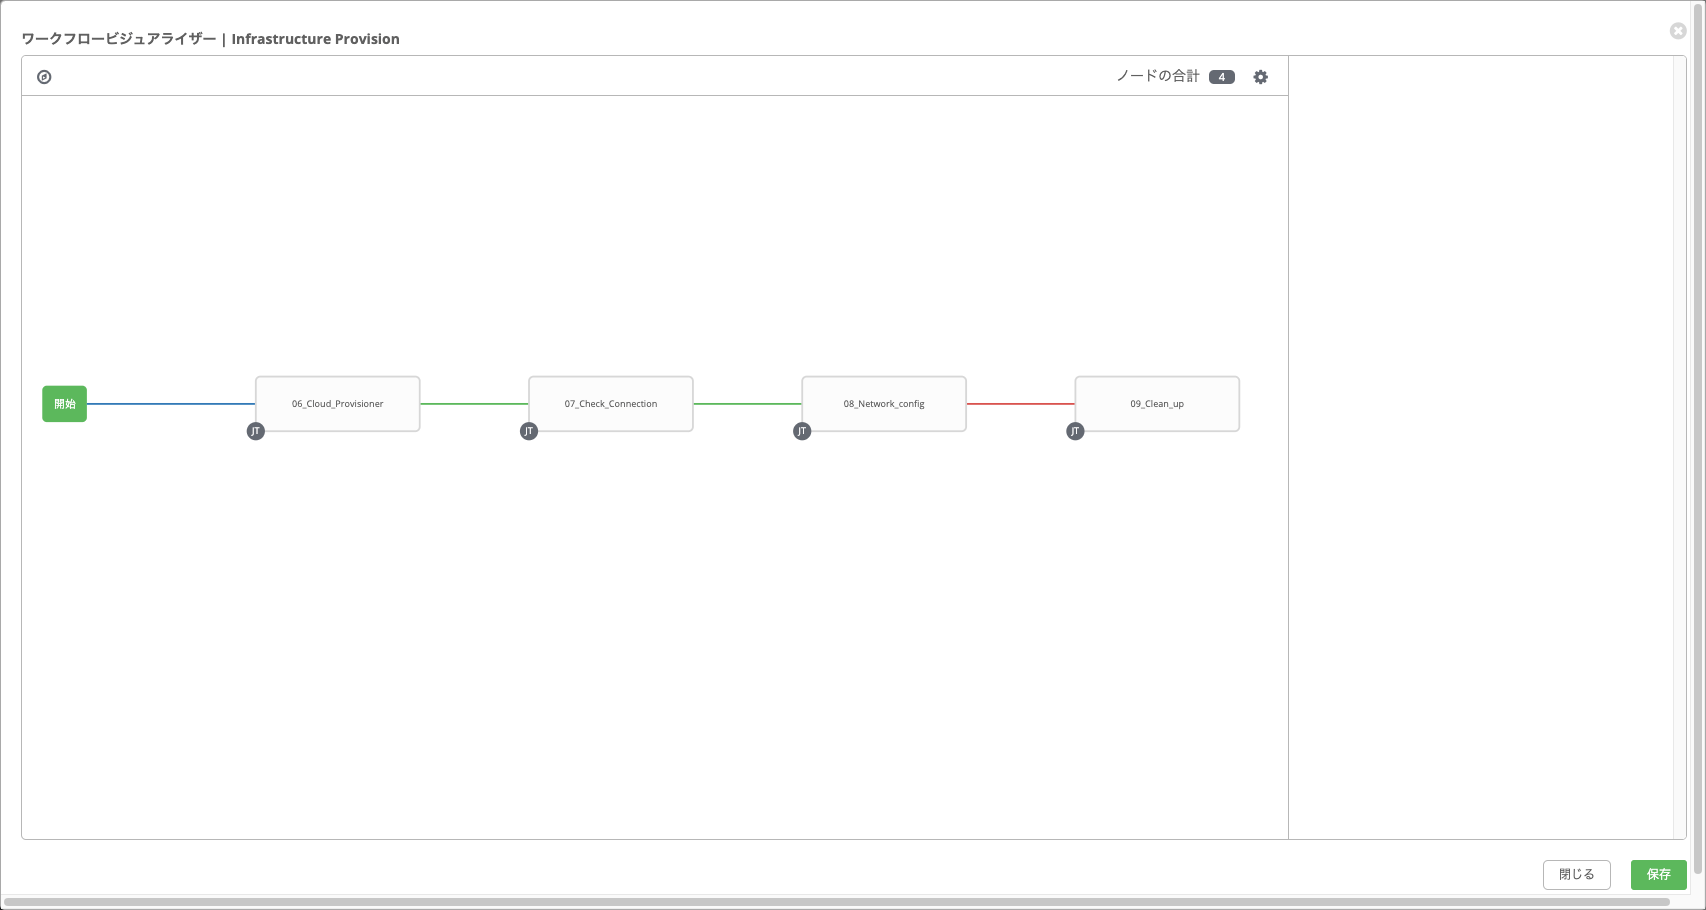 ワークフロービジュアライザー | Infrastructure Provision
ノードの合計 4
開始
06_Cloud_Provisioner
07_Check_Connection
08_Network_config
09_Clean_up
JT
JT
JT
JT
閉じる
保存